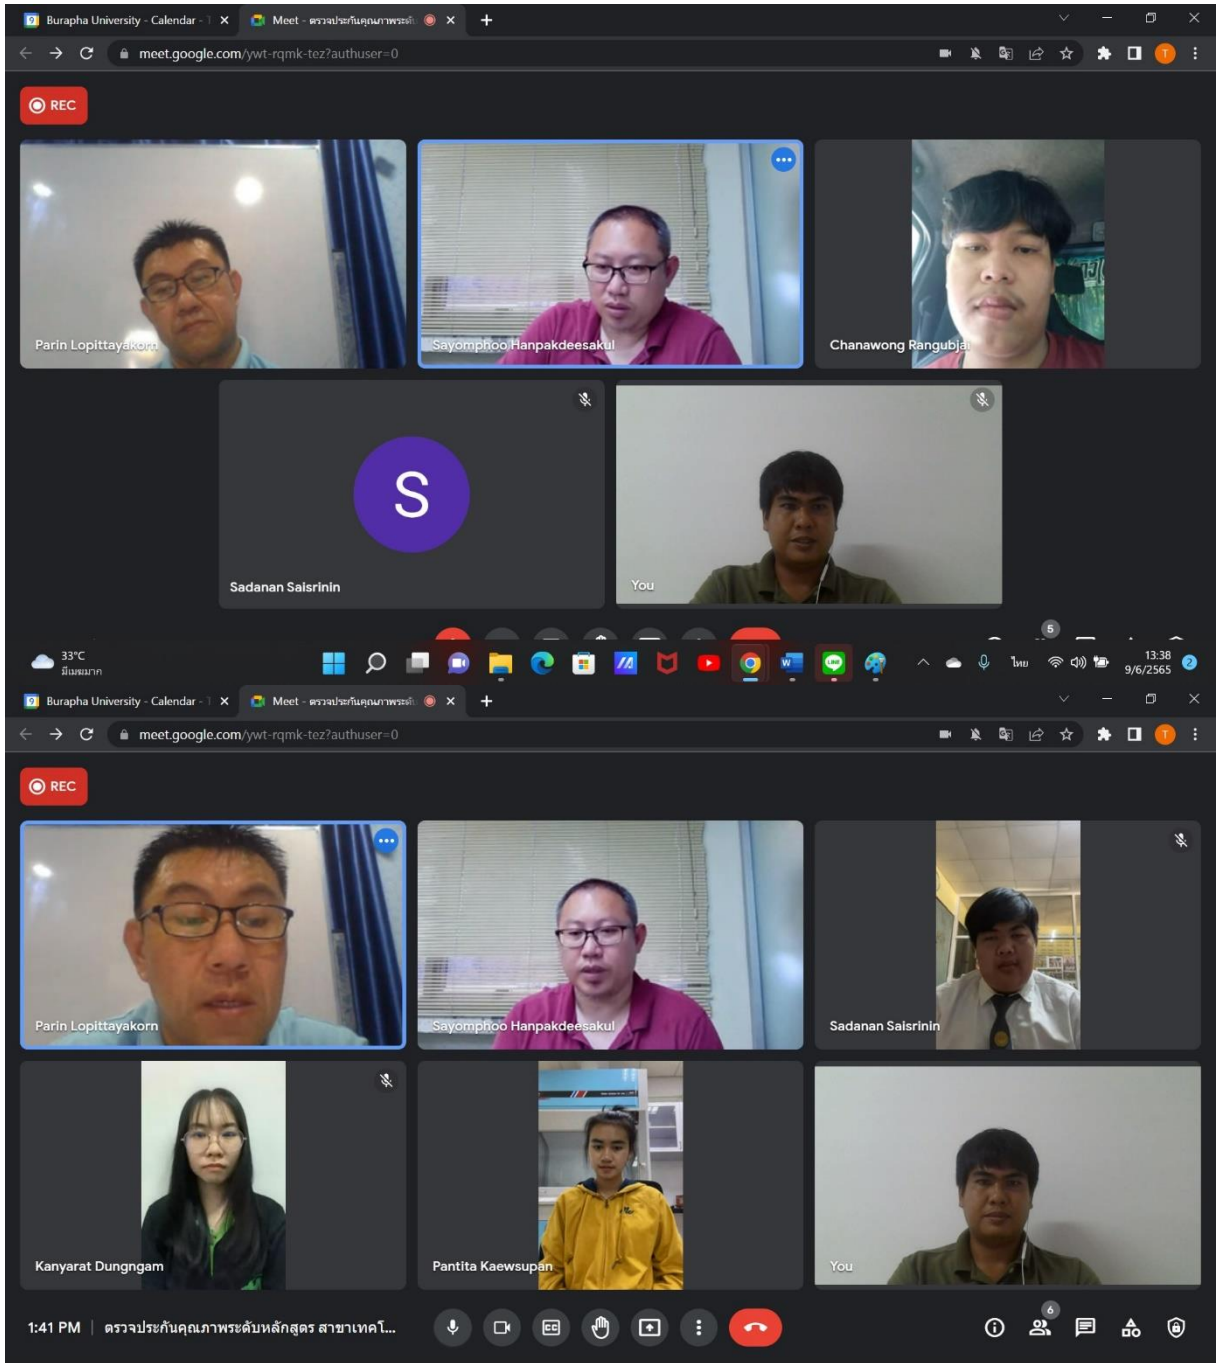 Burapha University - Calendar - T
Meet - ตรวจประกันคุณภาพระดับ
meet.google.com/ywt-rqmk-tez?authuser=0
T
REC
Parin Lopittayakorn
Sayomphoo Hanpakdeesakul
Chanawong Rangubjai
S
Sadanan Saisrinin
You
5
33°C
มีเมฆมาก
LINE
ไทย
13:38
9/6/2565
2
Burapha University - Calendar - T
Meet - ตรวจประกันคุณภาพระดับ
meet.google.com/ywt-rqmk-tez?authuser=0
T
REC
Parin Lopittayakorn
Sayomphoo Hanpakdeesakul
Sadanan Saisrinin
Kanyarat Dungngam
Pantita Kaewsupan
You
1:41 PM | ตรวจประกันคุณภาพระดับหลักสูตร สาขาเทคโ...
CC
6